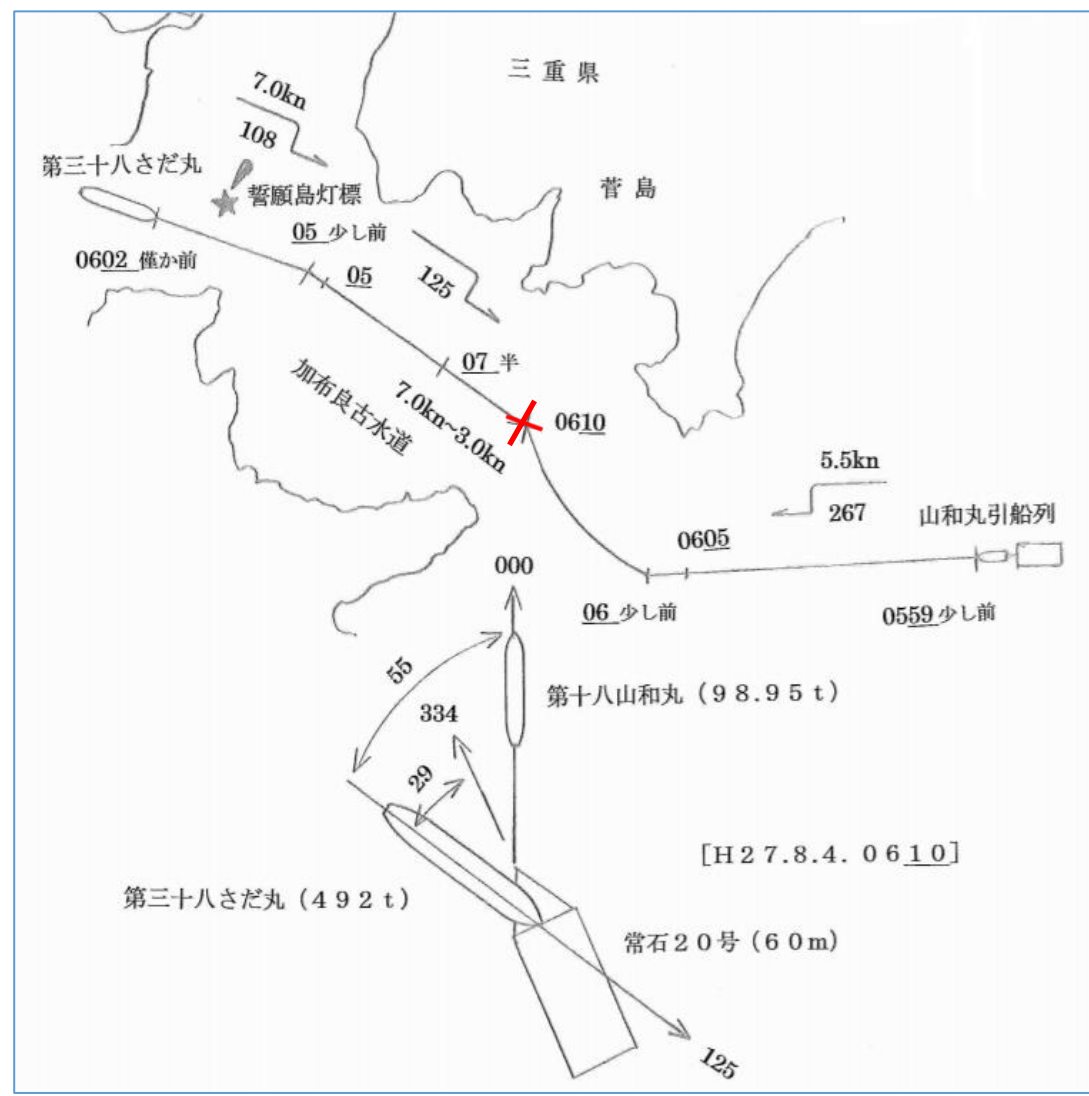 三重県
7.0kn
108
第三十八さだ丸
誓願島灯標
菅島
05 少し前
0602 僅か前
05
125
07 半
加布良古水道
7.0kn~3.0kn
0610
5.5kn
267
山和丸引船列
0605
000
06 少し前
0559 少し前
55
第十八山和丸(98.95t)
334
29
[H27.8.4. 0610]
第三十八さだ丸(492t)
常石20号(60m)
125